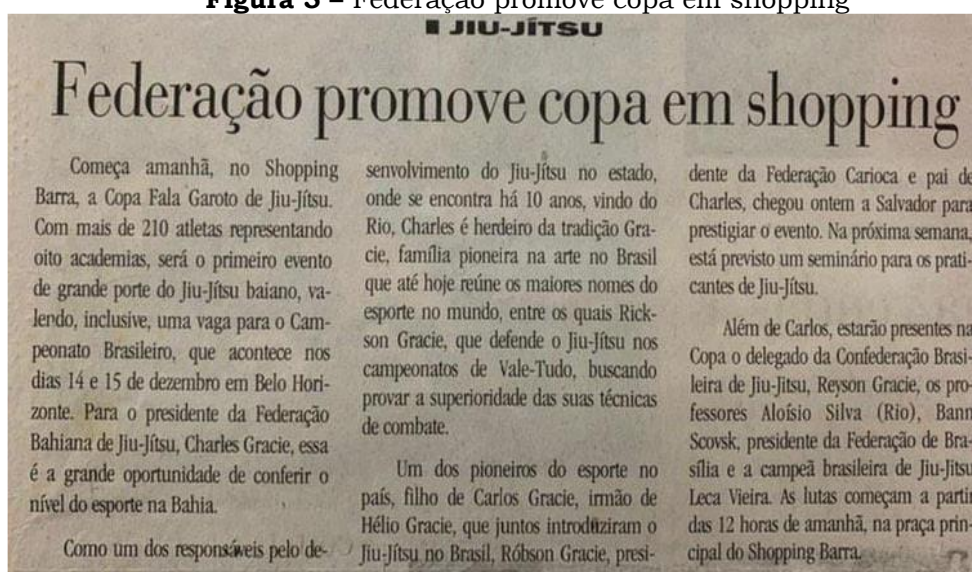 Figura 3 – Federação promove copa em shopping
JIU-JÍTSU
Federação promove copa em shopping
Começa amanhã, no Shopping
Barra, a Copa Fala Garoto de Jiu-Jítsu.
Com mais de 210 atletas representando
oito academias, será o primeiro evento
de grande porte do Jiu-Jítsu baiano, va-
lendo, inclusive, uma vaga para o Cam-
peonato Brasileiro, que acontece nos
dias 14 e 15 de dezembro em Belo Hori-
zonte. Para o presidente da Federação
Bahiana de Jiu-Jítsu, Charles Gracie, essa
é a grande oportunidade de conferir o
nível do esporte na Bahia.
Como um dos responsáveis pelo de-
senvolvimento do Jiu-Jítsu no estado,
onde se encontra há 10 anos, vindo do
Rio, Charles é herdeiro da tradição Gra-
cie, família pioneira na arte no Brasil
que até hoje reúne os maiores nomes do
esporte no mundo, entre os quais Rick-
son Gracie, que defende o Jiu-Jítsu nos
campeonatos de Vale-Tudo, buscando
provar a superioridade das suas técnicas
de combate.
Um dos pioneiros do esporte no
país, filho de Carlos Gracie, irmão de
Hélio Gracie, que juntos introduziram o
Jiu-Jítsu no Brasil, Róbson Gracie, presi-
dente da Federação Carioca e pai de
Charles, chegou ontem a Salvador para
prestigiar o evento. Na próxima semana,
está previsto um seminário para os prati-
cantes de Jiu-Jítsu.
Além de Carlos, estarão presentes na
Copa o delegado da Confederação Brasi-
leira de Jiu-Jitsu, Reyson Gracie, os pro-
fessores Aloísio Silva (Rio), Bann
Scovsk, presidente da Federação de Bra-
sília e a campeã brasileira de Jiu-Jitsu
Leca Vieira. As lutas começam a partir
das 12 horas de amanhã, na praça prin-
cipal do Shopping Barra.